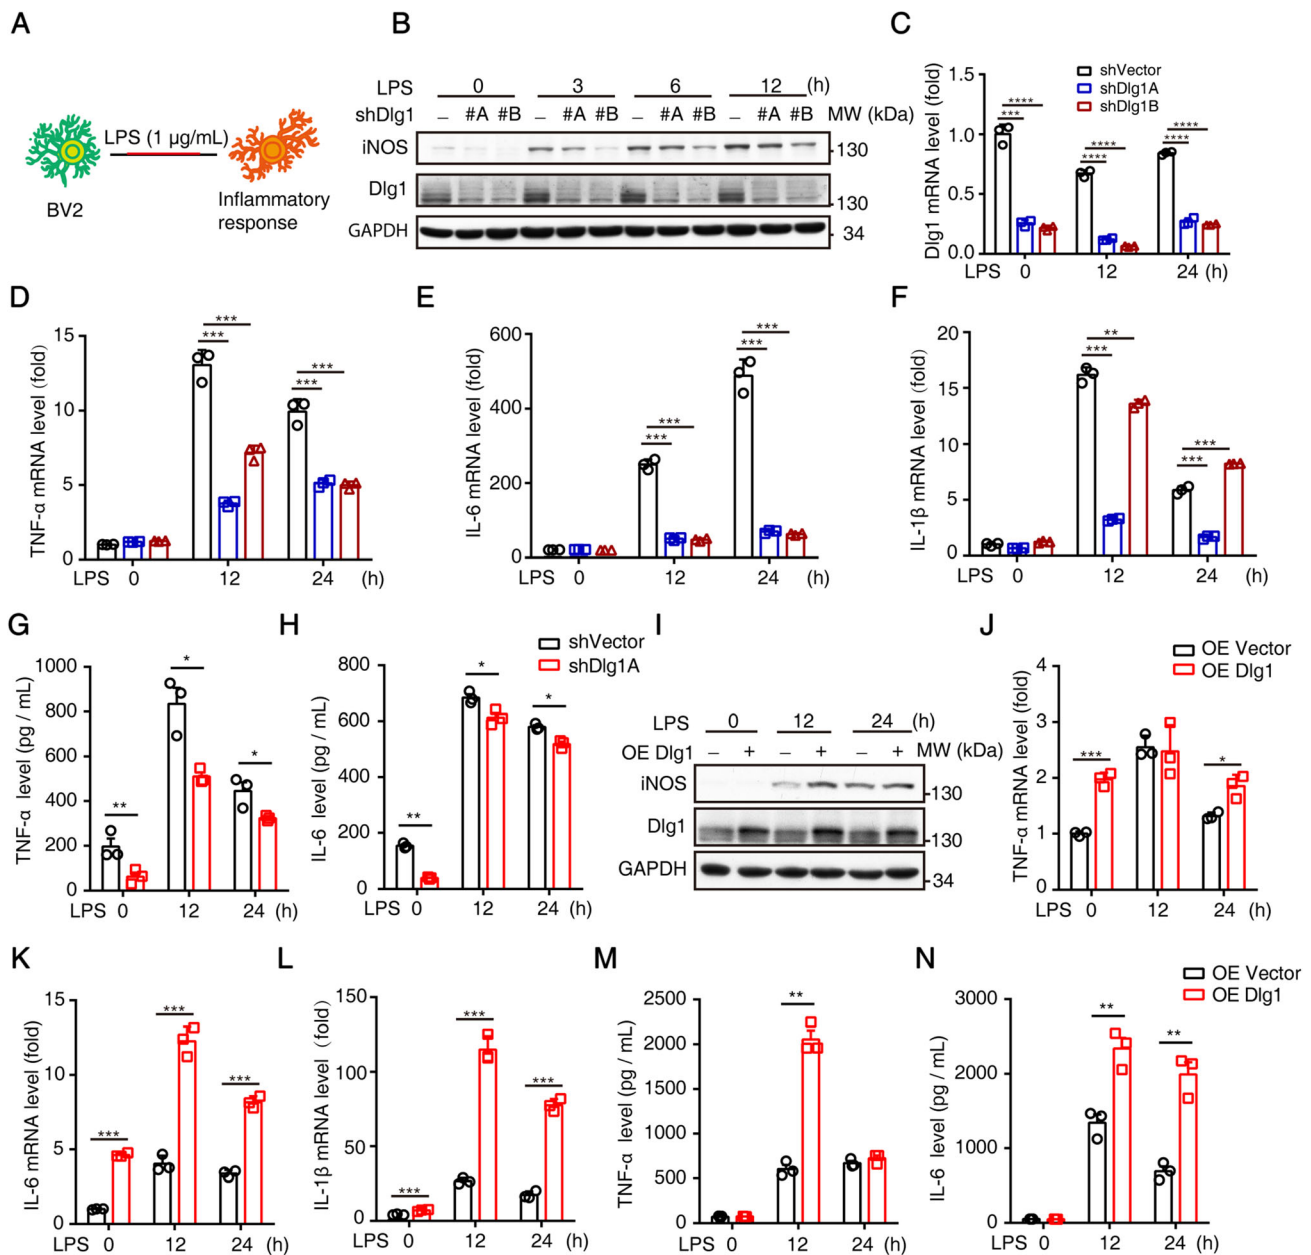 A
LPS (1 µg/mL)
BV2
Inflammatory
response
B
LPS 0 3 6 12 (h)
shDlg1 – #A #B – #A #B – #A #B – #A #B MW (kDa)
iNOS
130
Dlg1
130
GAPDH
34
C
shVector
shDlg1A
shDlg1B
Dlg1 mRNA level (fold)
1.5
1.0
0.5
0.0
*** ****
**** ****
**** ****
LPS 0 12 24 (h)
D
TNF-α mRNA level (fold)
15
10
5
0
*** ***
*** ***
LPS 0 12 24 (h)
E
IL-6 mRNA level (fold)
600
400
200
0
*** ***
*** ***
LPS 0 12 24 (h)
F
IL-1β mRNA level (fold)
20
15
10
5
0
*** **
*** ***
LPS 0 12 24 (h)
G
TNF-α level (pg / mL)
1000
800
600
400
200
0
** * *
LPS 0 12 24 (h)
H
shVector
shDlg1A
IL-6 level (pg / mL)
800
600
400
200
0
** * *
LPS 0 12 24 (h)
I
LPS 0 12 24 (h)
OE Dlg1 – + – + – + MW (kDa)
iNOS
130
Dlg1
130
GAPDH
34
J
OE Vector
OE Dlg1
TNF-α mRNA level (fold)
4
3
2
1
0
*** *
LPS 0 12 24 (h)
K
IL-6 mRNA level (fold)
15
10
5
0
*** *** ***
LPS 0 12 24 (h)
L
IL-1β mRNA level (fold)
150
100
50
0
*** *** ***
LPS 0 12 24 (h)
M
TNF-α level (pg / mL)
2500
2000
1500
1000
500
0
**
LPS 0 12 24 (h)
N
OE Vector
OE Dlg1
IL-6 level (pg / mL)
3000
2000
1000
0
** **
LPS 0 12 24 (h)